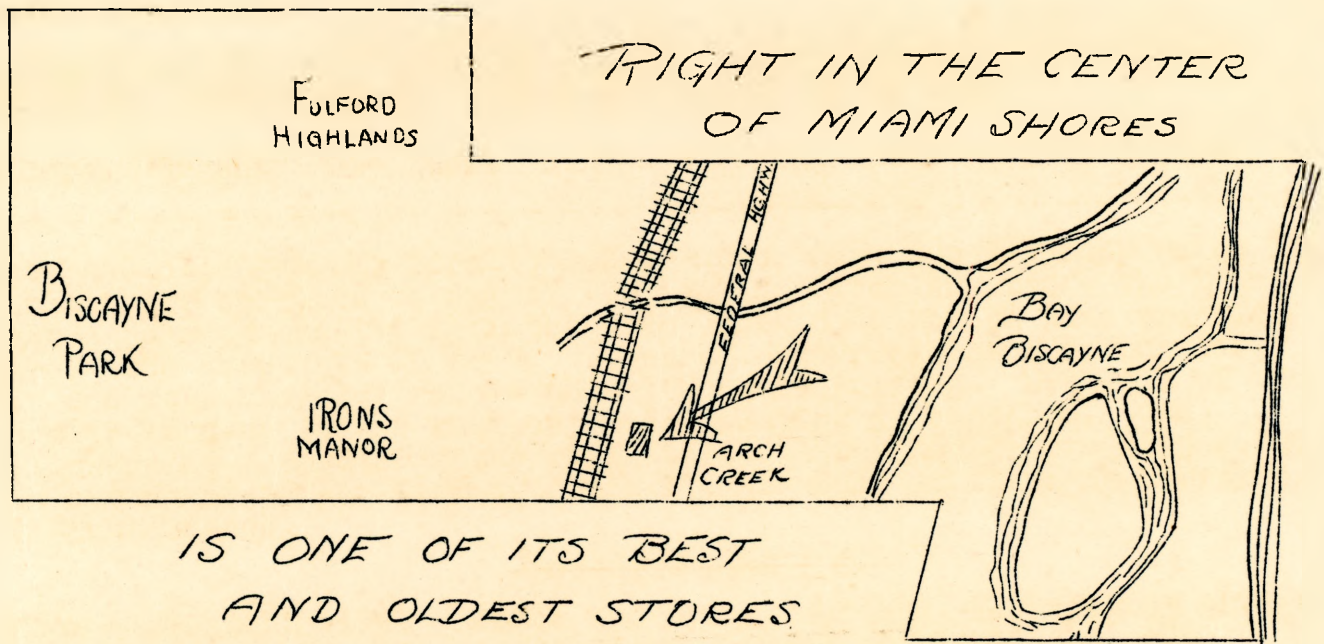 RIGHT IN THE CENTER
OF MIAMI SHORES
FULFORD
HIGHLANDS
FEDERAL HGHW.
BISCAYNE
PARK
BAY
BISCAYNE
IRONS
MANOR
ARCH
CREEK
IS ONE OF ITS BEST
AND OLDEST STORES